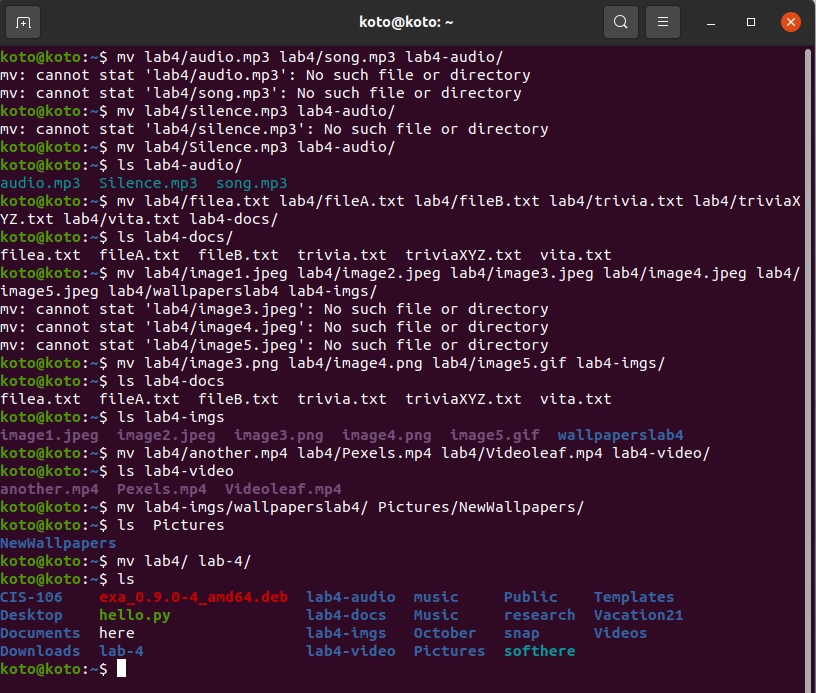 koto@koto: ~
koto@koto:~$ mv lab4/audio.mp3 lab4/song.mp3 lab4-audio/
mv: cannot stat 'lab4/audio.mp3': No such file or directory
mv: cannot stat 'lab4/song.mp3': No such file or directory
koto@koto:~$ mv lab4/silence.mp3 lab4-audio/
mv: cannot stat 'lab4/silence.mp3': No such file or directory
koto@koto:~$ mv lab4/Silence.mp3 lab4-audio/
koto@koto:~$ ls lab4-audio/
audio.mp3  Silence.mp3  song.mp3
koto@koto:~$ mv lab4/filea.txt lab4/fileA.txt lab4/fileB.txt lab4/trivia.txt lab4/triviaX
YZ.txt lab4/vita.txt lab4-docs/
koto@koto:~$ ls lab4-docs/
filea.txt  fileA.txt  fileB.txt  trivia.txt  triviaXYZ.txt  vita.txt
koto@koto:~$ mv lab4/image1.jpeg lab4/image2.jpeg lab4/image3.jpeg lab4/image4.jpeg lab4/
image5.jpeg lab4/wallpaperslab4 lab4-imgs/
mv: cannot stat 'lab4/image3.jpeg': No such file or directory
mv: cannot stat 'lab4/image4.jpeg': No such file or directory
mv: cannot stat 'lab4/image5.jpeg': No such file or directory
koto@koto:~$ mv lab4/image3.png lab4/image4.png lab4/image5.gif lab4-imgs/
koto@koto:~$ ls lab4-docs
filea.txt  fileA.txt  fileB.txt  trivia.txt  triviaXYZ.txt  vita.txt
koto@koto:~$ ls lab4-imgs
image1.jpeg  image2.jpeg  image3.png  image4.png  image5.gif  wallpaperslab4
koto@koto:~$ mv lab4/another.mp4 lab4/Pexels.mp4 lab4/Videoleaf.mp4 lab4-video/
koto@koto:~$ ls lab4-video
another.mp4  Pexels.mp4  Videoleaf.mp4
koto@koto:~$ mv lab4-imgs/wallpaperslab4/ Pictures/NewWallpapers/
koto@koto:~$ ls  Pictures
NewWallpapers
koto@koto:~$ mv lab4/ lab-4/
koto@koto:~$ ls
CIS-106    exa_0.9.0-4_amd64.deb  lab4-audio  music     Public    Templates
Desktop    hello.py               lab4-docs   Music     research  Vacation21
Documents  here                   lab4-imgs   October   snap      Videos
Downloads  lab-4                  lab4-video  Pictures  softhere
koto@koto:~$